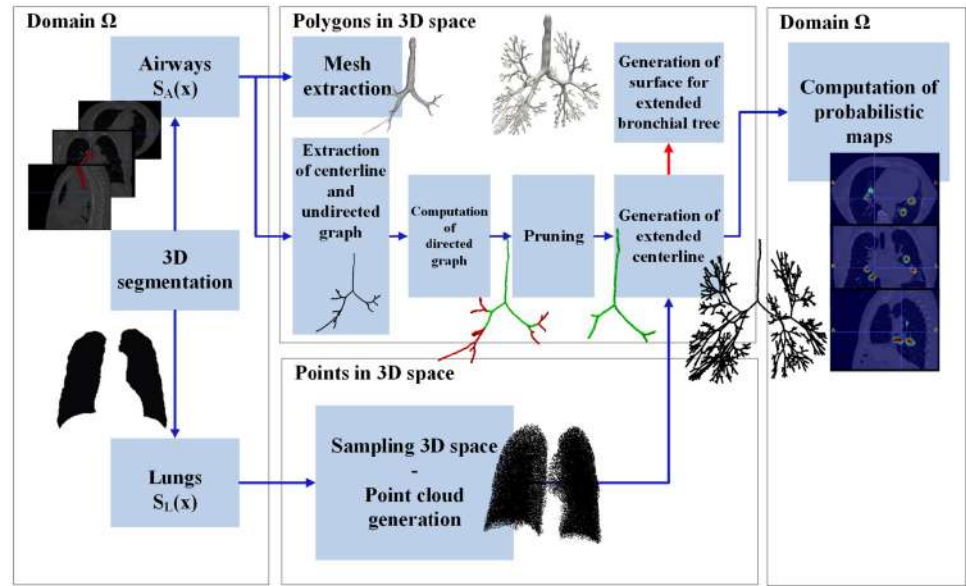 Domain Ω
Airways
S_A(x)
3D
segmentation
Lungs
S_L(x)
Polygons in 3D space
Mesh
extraction
Generation of
surface for
extended
bronchial tree
Extraction
of centerline
and
undirected
graph
Computation
of
directed
graph
Pruning
Generation of
extended
centerline
Points in 3D space
Sampling 3D space
-
Point cloud
generation
Domain Ω
Computation of
probabilistic
maps